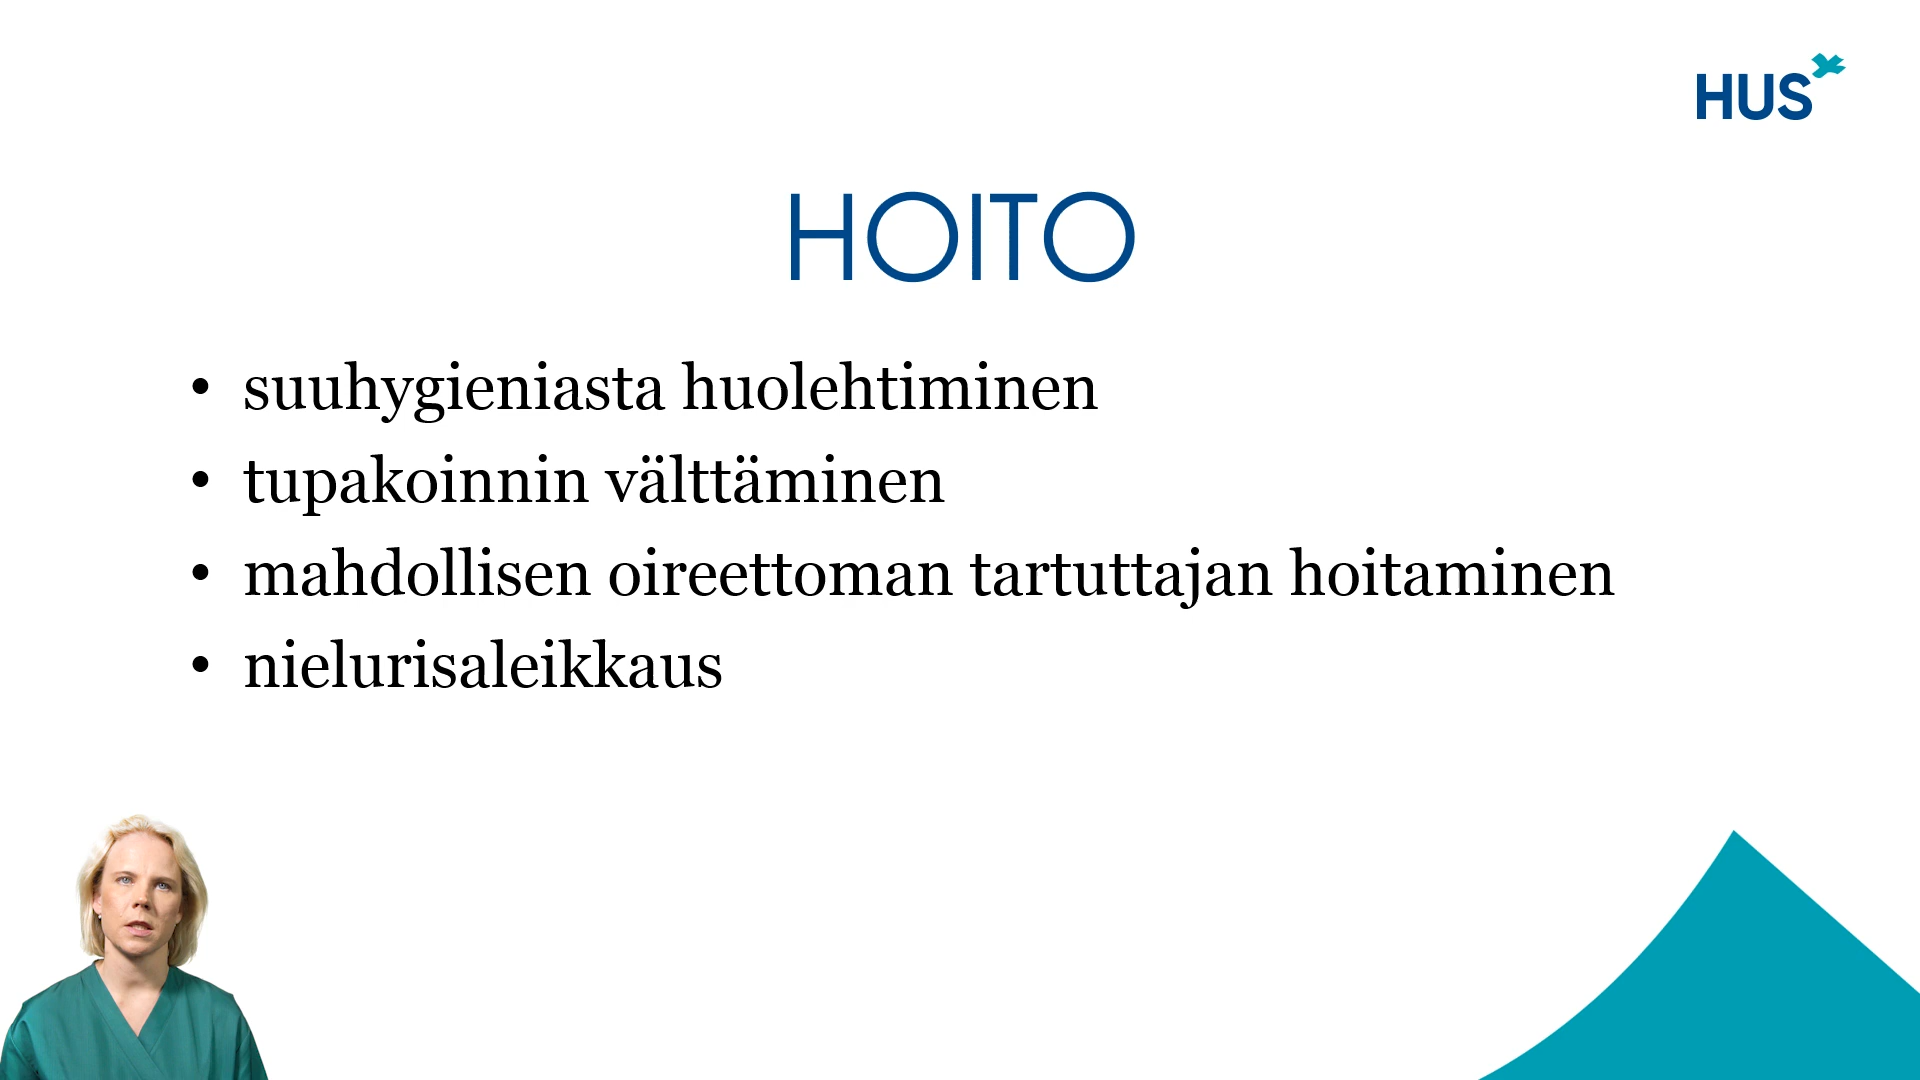 HUS
HOITO
• suuhygieniasta huolehtiminen
• tupakoinnin välttäminen
• mahdollisen oireettoman tartuttajan hoitaminen
• nielurisaleikkaus